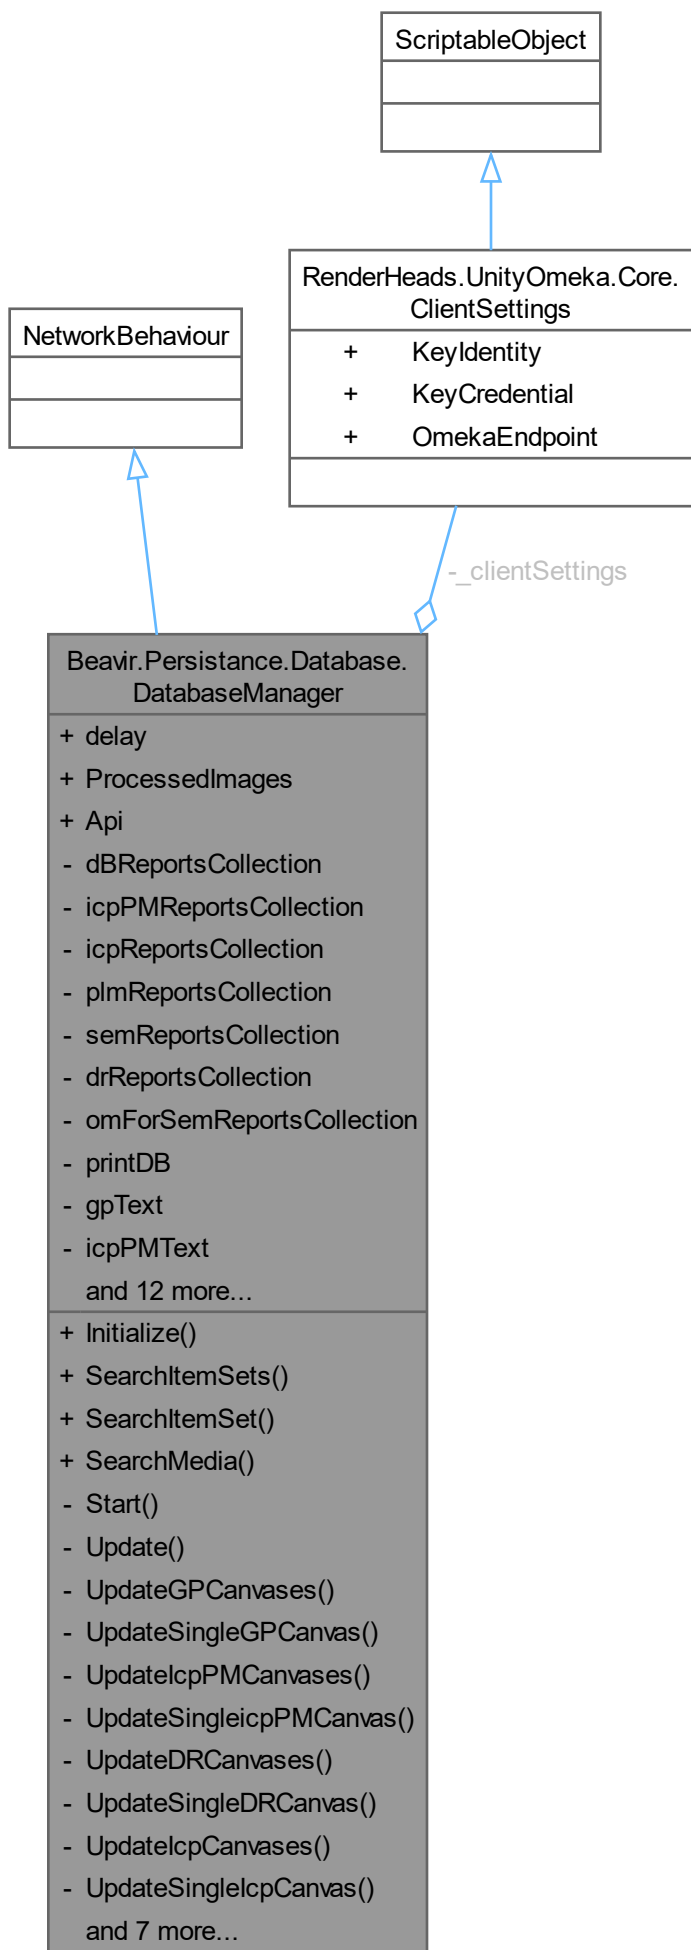 ScriptableObject
RenderHeads.UnityOmeka.Core.
ClientSettings
+ KeyIdentity
+ KeyCredential
+ OmekaEndpoint
NetworkBehaviour
-_clientSettings
Beavir.Persistance.Database.
DatabaseManager
+ delay
+ ProcessedImages
+ Api
- dBReportsCollection
- icpPMReportsCollection
- icpReportsCollection
- plmReportsCollection
- semReportsCollection
- drReportsCollection
- omForSemReportsCollection
- printDB
- gpText
- icpPMText
and 12 more...
+ Initialize()
+ SearchItemSets()
+ SearchItemSet()
+ SearchMedia()
- Start()
- Update()
- UpdateGPCanvases()
- UpdateSingleGPCanvas()
- UpdateIcpPMCanvases()
- UpdateSingleicpPMCanvas()
- UpdateDRCanvases()
- UpdateSingleDRCanvas()
- UpdateIcpCanvases()
- UpdateSingleIcpCanvas()
and 7 more...